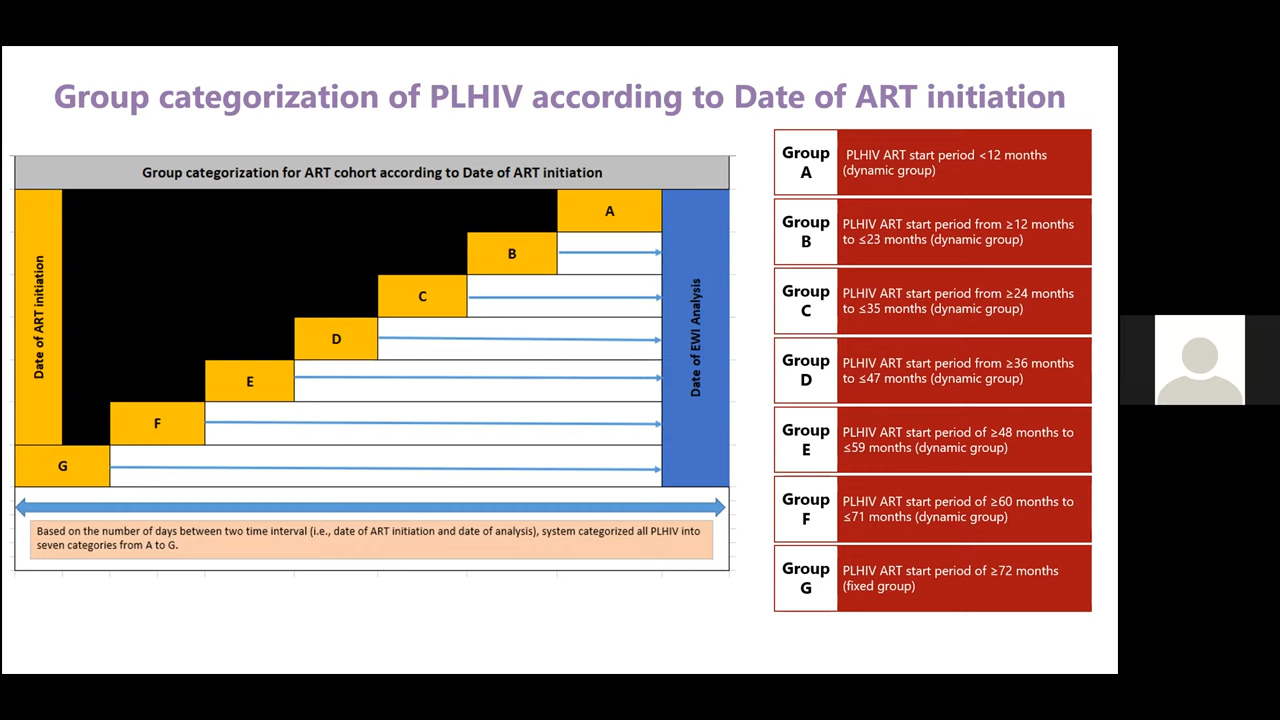 Group categorization of PLHIV according to Date of ART initiation
Group categorization for ART cohort according to Date of ART initiation
Date of ART initiation
A
B
C
D
E
F
G
Date of EWI Analysis
Based on the number of days between two time interval (i.e., date of ART initiation and date of analysis), system categorized all PLHIV into
seven categories from A to G.
Group
A
PLHIV ART start period <12 months
(dynamic group)
Group
B
PLHIV ART start period from ≥12 months
to ≤23 months (dynamic group)
Group
C
PLHIV ART start period from ≥24 months
to ≤35 months (dynamic group)
Group
D
PLHIV ART start period from ≥36 months
to ≤47 months (dynamic group)
Group
E
PLHIV ART start period of ≥48 months to
≤59 months (dynamic group)
Group
F
PLHIV ART start period of ≥60 months to
≤71 months (dynamic group)
Group
G
PLHIV ART start period of ≥72 months
(fixed group)